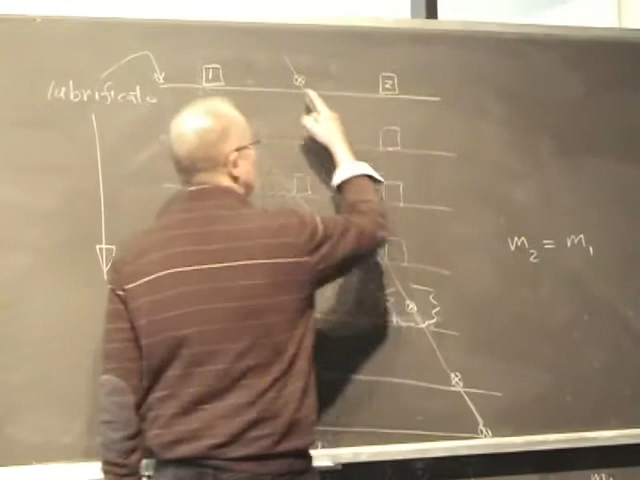 1
2
lubrificato
m₂ = m₁